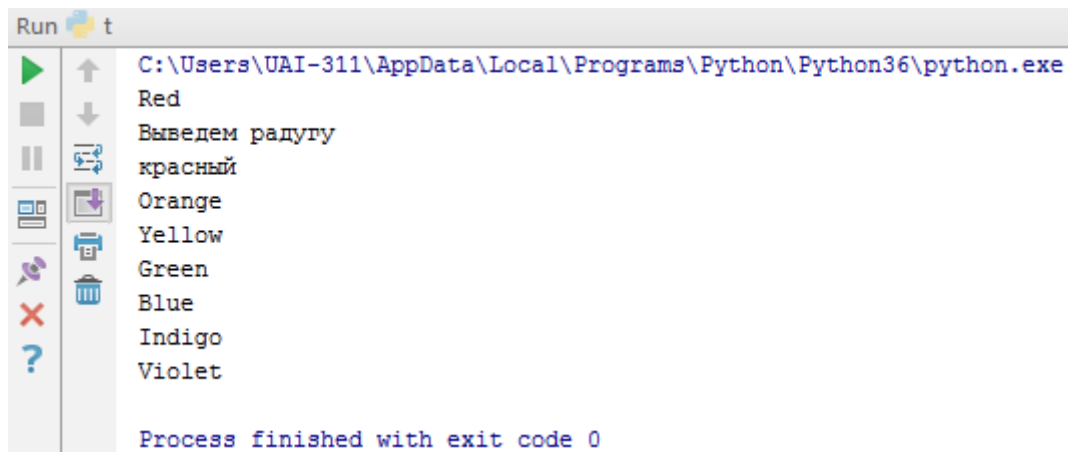 Run t
C:\Users\UAI-311\AppData\Local\Programs\Python\Python36\python.exe
Red
Выведем радугу
красный
Orange
Yellow
Green
Blue
Indigo
Violet
Process finished with exit code 0